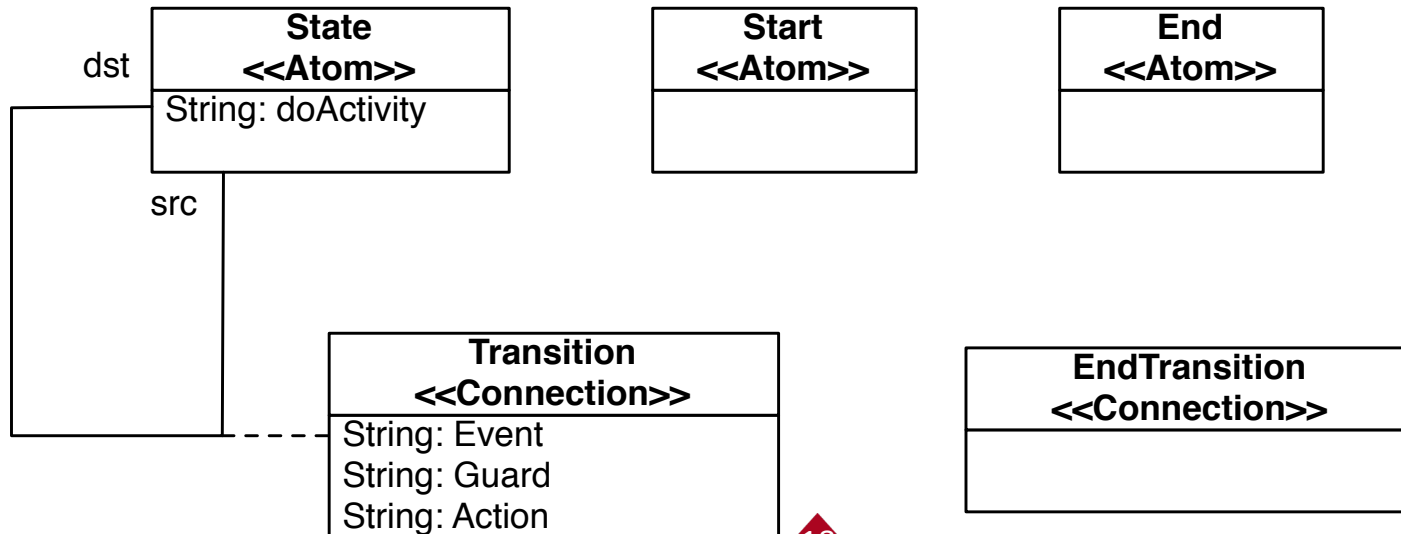 State
<<Atom>>
String: doActivity
dst
src
Start
<<Atom>>
End
<<Atom>>
Transition
<<Connection>>
String: Event
String: Guard
String: Action
EndTransition
<<Connection>>